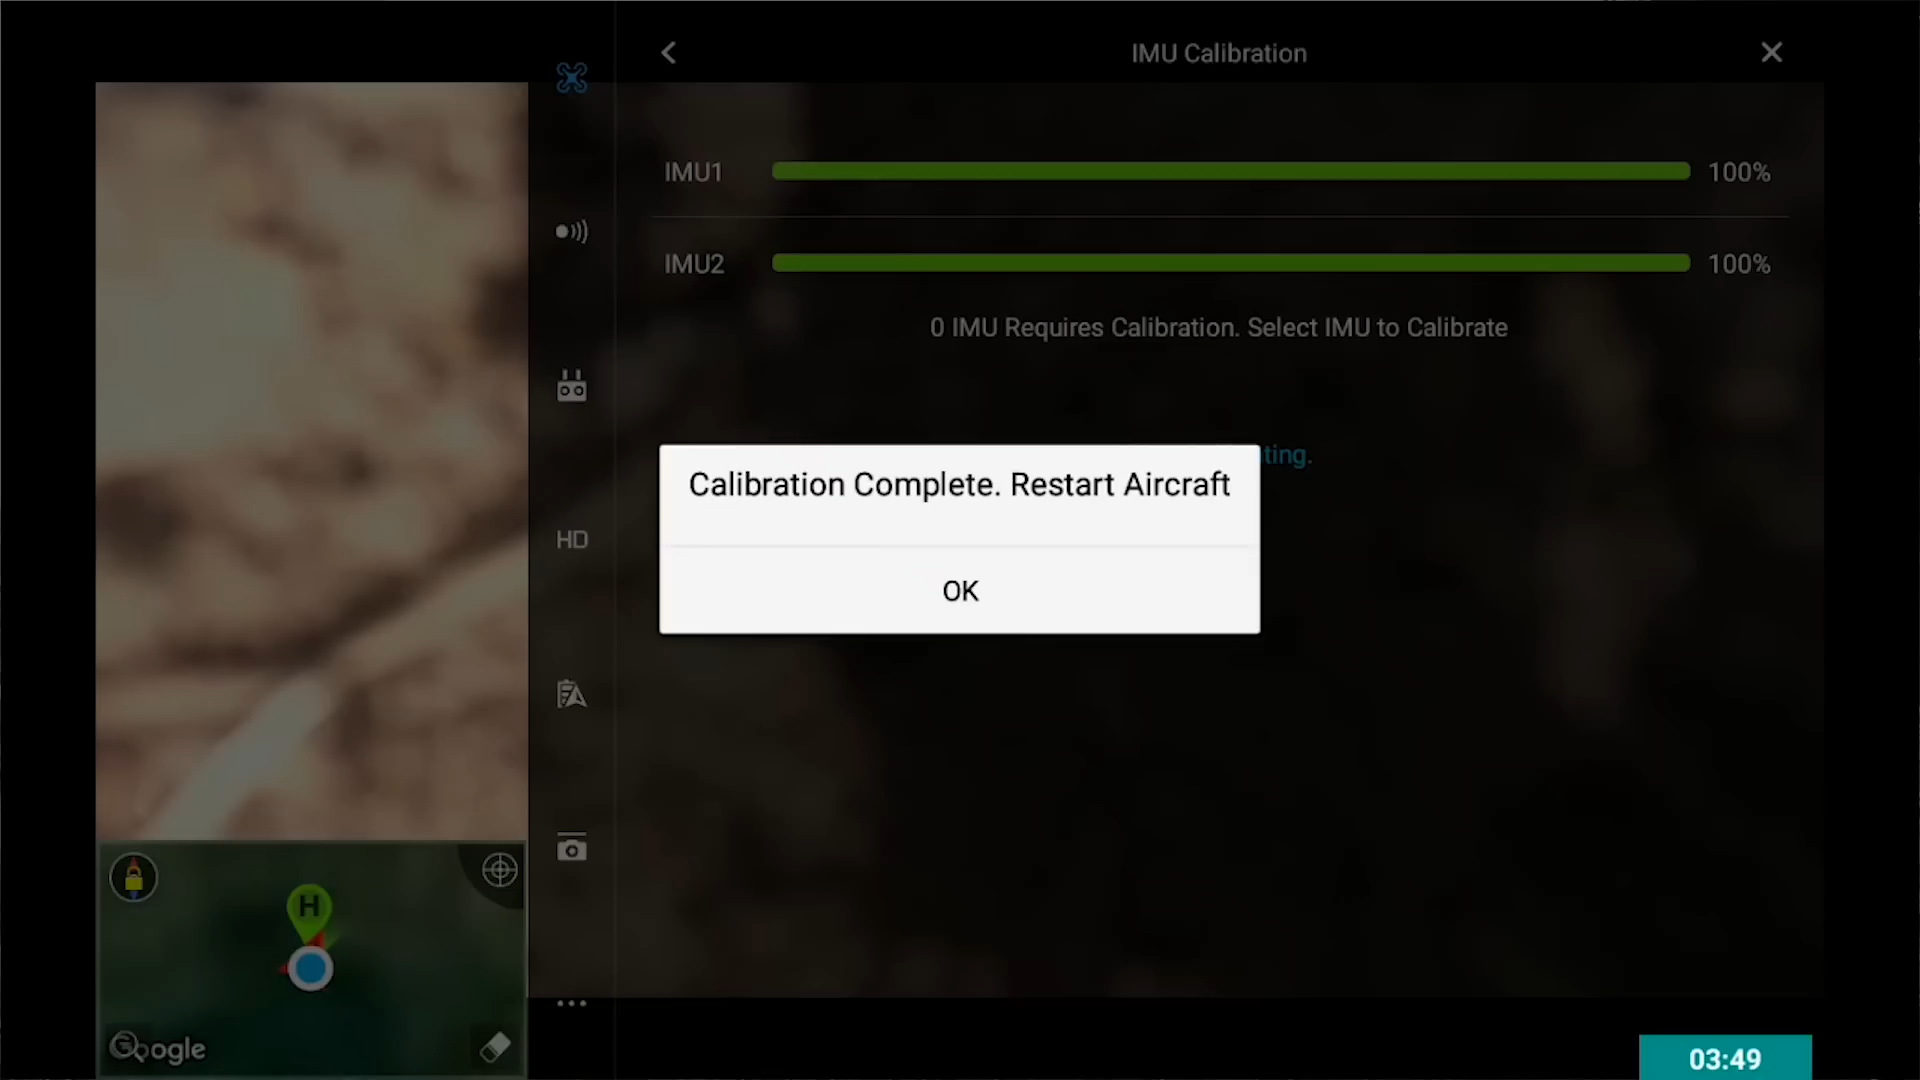 IMU Calibration
IMU1 100%
IMU2 100%
0 IMU Requires Calibration. Select IMU to Calibrate
ting.
Calibration Complete. Restart Aircraft
HD
OK
H
Google
03:49